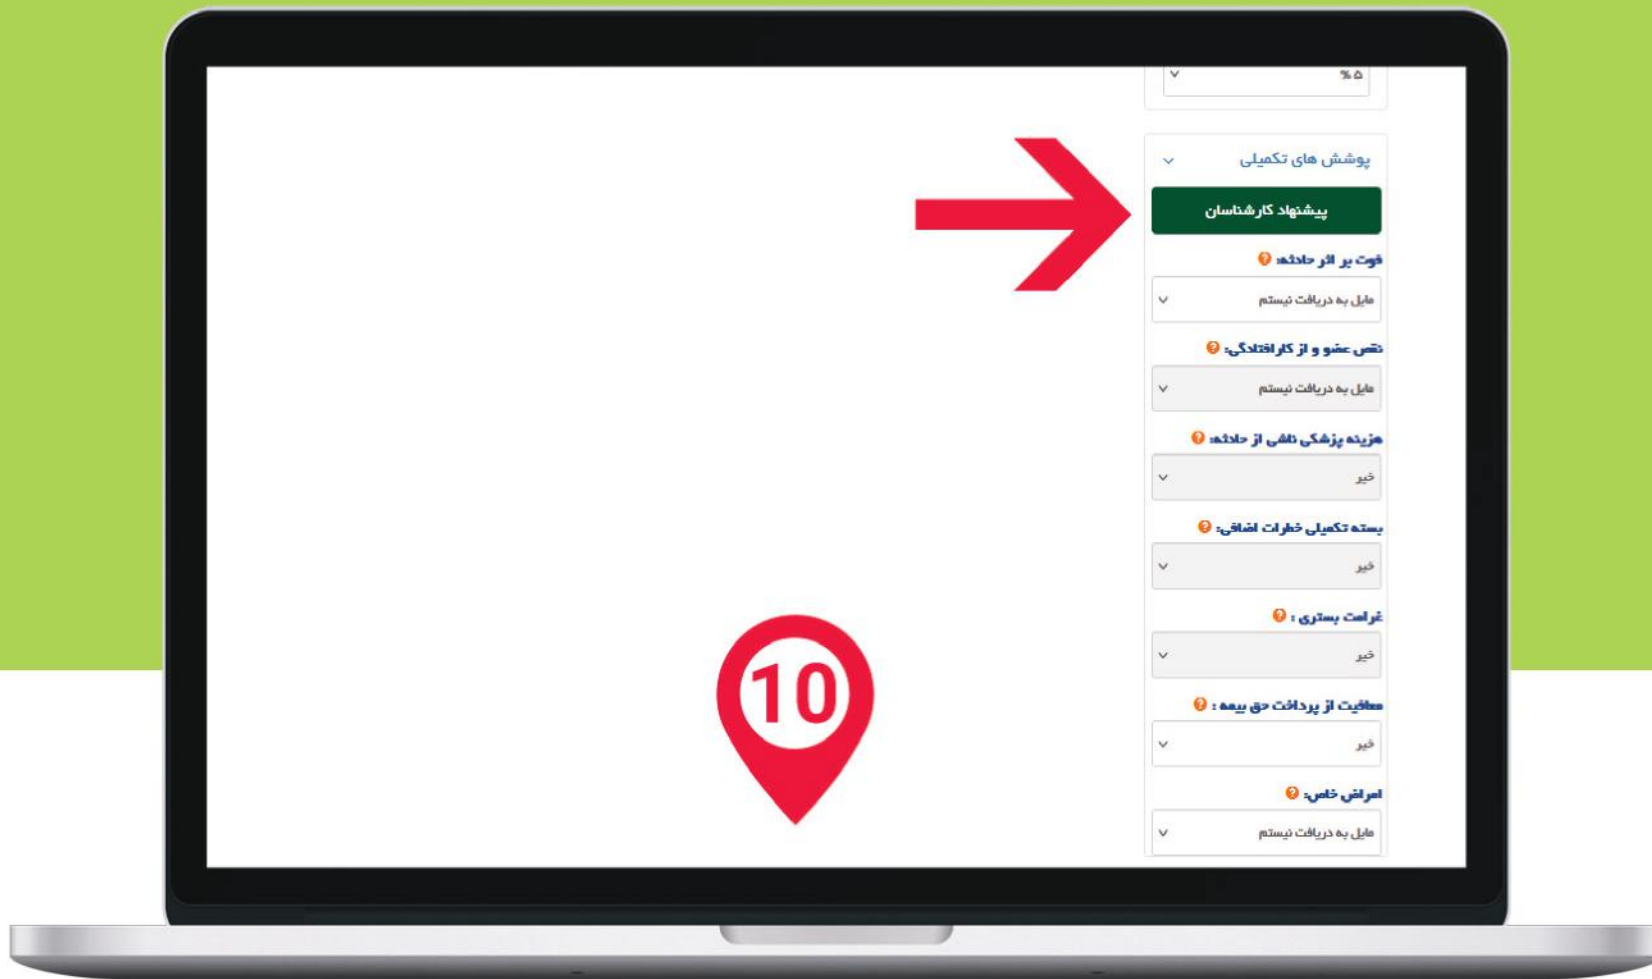 ۵ %
پوشش های تکمیلی
پیشنهاد کارشناسان
فوت بر اثر حادثه:
مایل به دریافت نیستم
نقص عضو و از کارافتادگی:
مایل به دریافت نیستم
هزینه پزشکی ناشی از حادثه:
خیر
بسته تکمیلی خطرات اضافی:
خیر
غرامت بستری :
خیر
معافیت از پرداخت حق بیمه :
خیر
امراض خاص:
مایل به دریافت نیستم
10